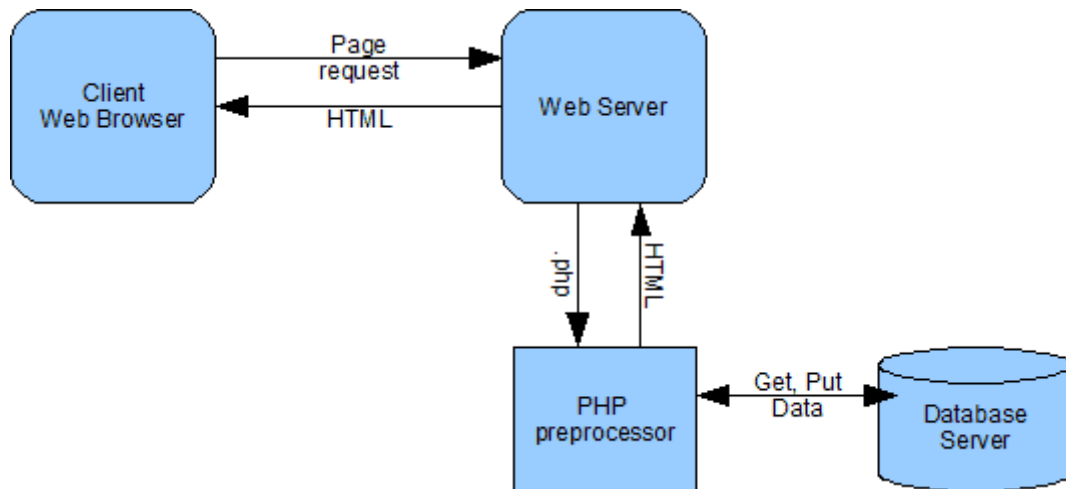 Client
Web Browser
Page
request
HTML
Web Server
.php
HTML
PHP
preprocessor
Get, Put
Data
Database
Server